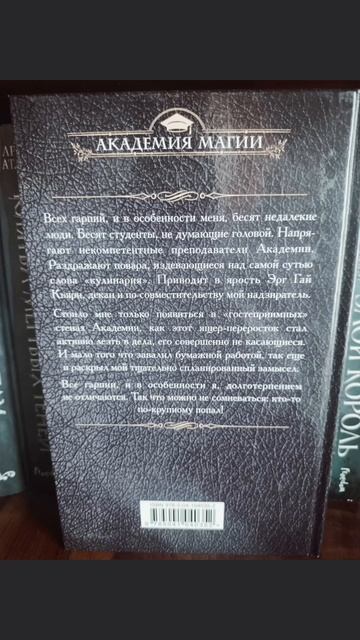 АКАДЕМИЯ МАГИИ
Всех гарпий, и в особенности меня, бесят недалекие
люди. Бесят студенты, не думающие головой. Напря-
гают некомпетентные преподаватели Академии.
Раздражают повара, издевающиеся над самой сутью
слова «кулинария». Приводит в ярость Эрг Гай
Кьяри, декан и по совместительству мой надзиратель.
Стоило мне только появиться в «гостеприимных»
стенах Академии, как этот ящер-переросток стал
активно лезть в дела, его совершенно не касающиеся.
И мало того что завалил бумажной работой, так еще
и раскрыл мой тщательно спланированный замысел.
Все гарпии, и в особенности я, долготерпением
не отличаются. Так что можно не сомневаться: кто-то
по-крупному попал!
КОРОЛЬ